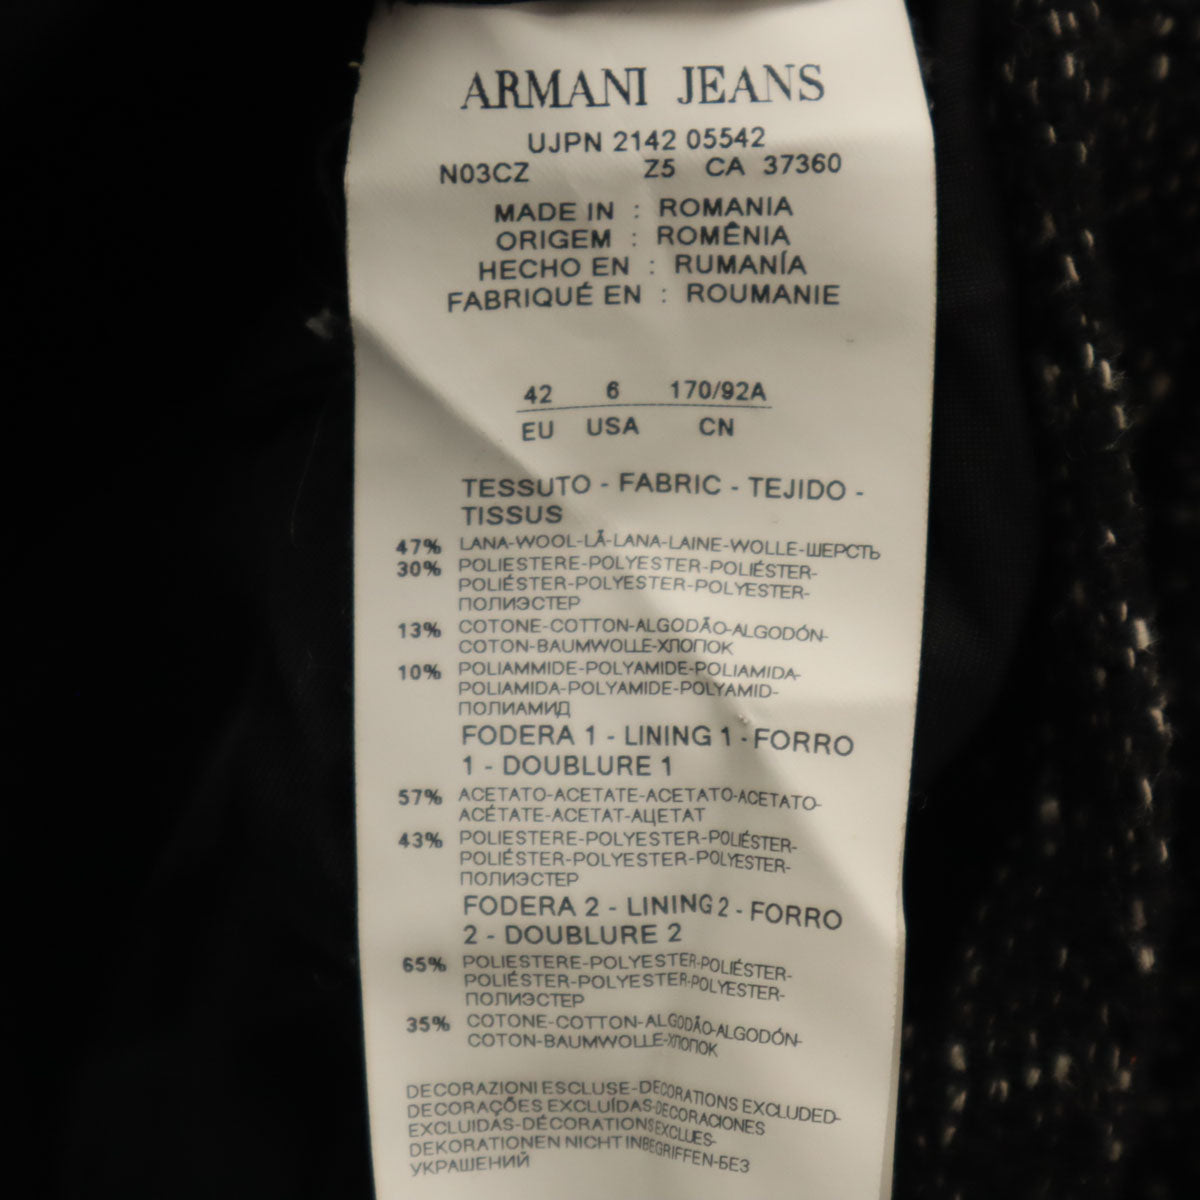 ARMANI JEANS
UJPN 2142 05542
N03CZ Z5 CA 37360
MADE IN : ROMANIA
ORIGEM : ROMÊNIA
HECHO EN : RUMANÍA
FABRIQUÉ EN : ROUMANIE
42 6 170/92A
EU USA CN
TESSUTO - FABRIC - TEJIDO -
TISSUS
47% LANA-WOOL-LÃ-LANA-LAINE-WOLLE-ШЕРСТЬ
30% POLIESTERE-POLYESTER-POLIÉSTER-
POLIÉSTER-POLYESTER-POLYESTER-
ПОЛИЭСТЕР
13% COTONE-COTTON-ALGODÃO-ALGODÓN-
COTON-BAUMWOLLE-ХЛОПОК
10% POLIAMMIDE-POLYAMIDE-POLIAMIDA-
POLIAMIDA-POLYAMIDE-POLYAMID-
ПОЛИАМИД
FODERA 1 - LINING 1 - FORRO
1 - DOUBLURE 1
57% ACETATO-ACETATE-ACETATO-ACETATO-
ACÉTATE-ACETAT-АЦЕТАТ
43% POLIESTERE-POLYESTER-POLIÉSTER-
POLIÉSTER-POLYESTER-POLYESTER-
ПОЛИЭСТЕР
FODERA 2 - LINING 2 - FORRO
2 - DOUBLURE 2
65% POLIESTERE-POLYESTER-POLIÉSTER-
POLIÉSTER-POLYESTER-POLYESTER-
ПОЛИЭСТЕР
35% COTONE-COTTON-ALGODÃO-ALGODÓN-
COTON-BAUMWOLLE-ХЛОПОК
DECORAZIONI ESCLUSE-DECORATIONS EXCLUDED-
DECORAÇÕES EXCLUÍDAS-DECORACIONES
EXCLUIDAS-DÉCORATIONS EXCLUES-
DEKORATIONEN NICHT INBEGRIFFEN-БЕЗ
УКРАШЕНИЙ